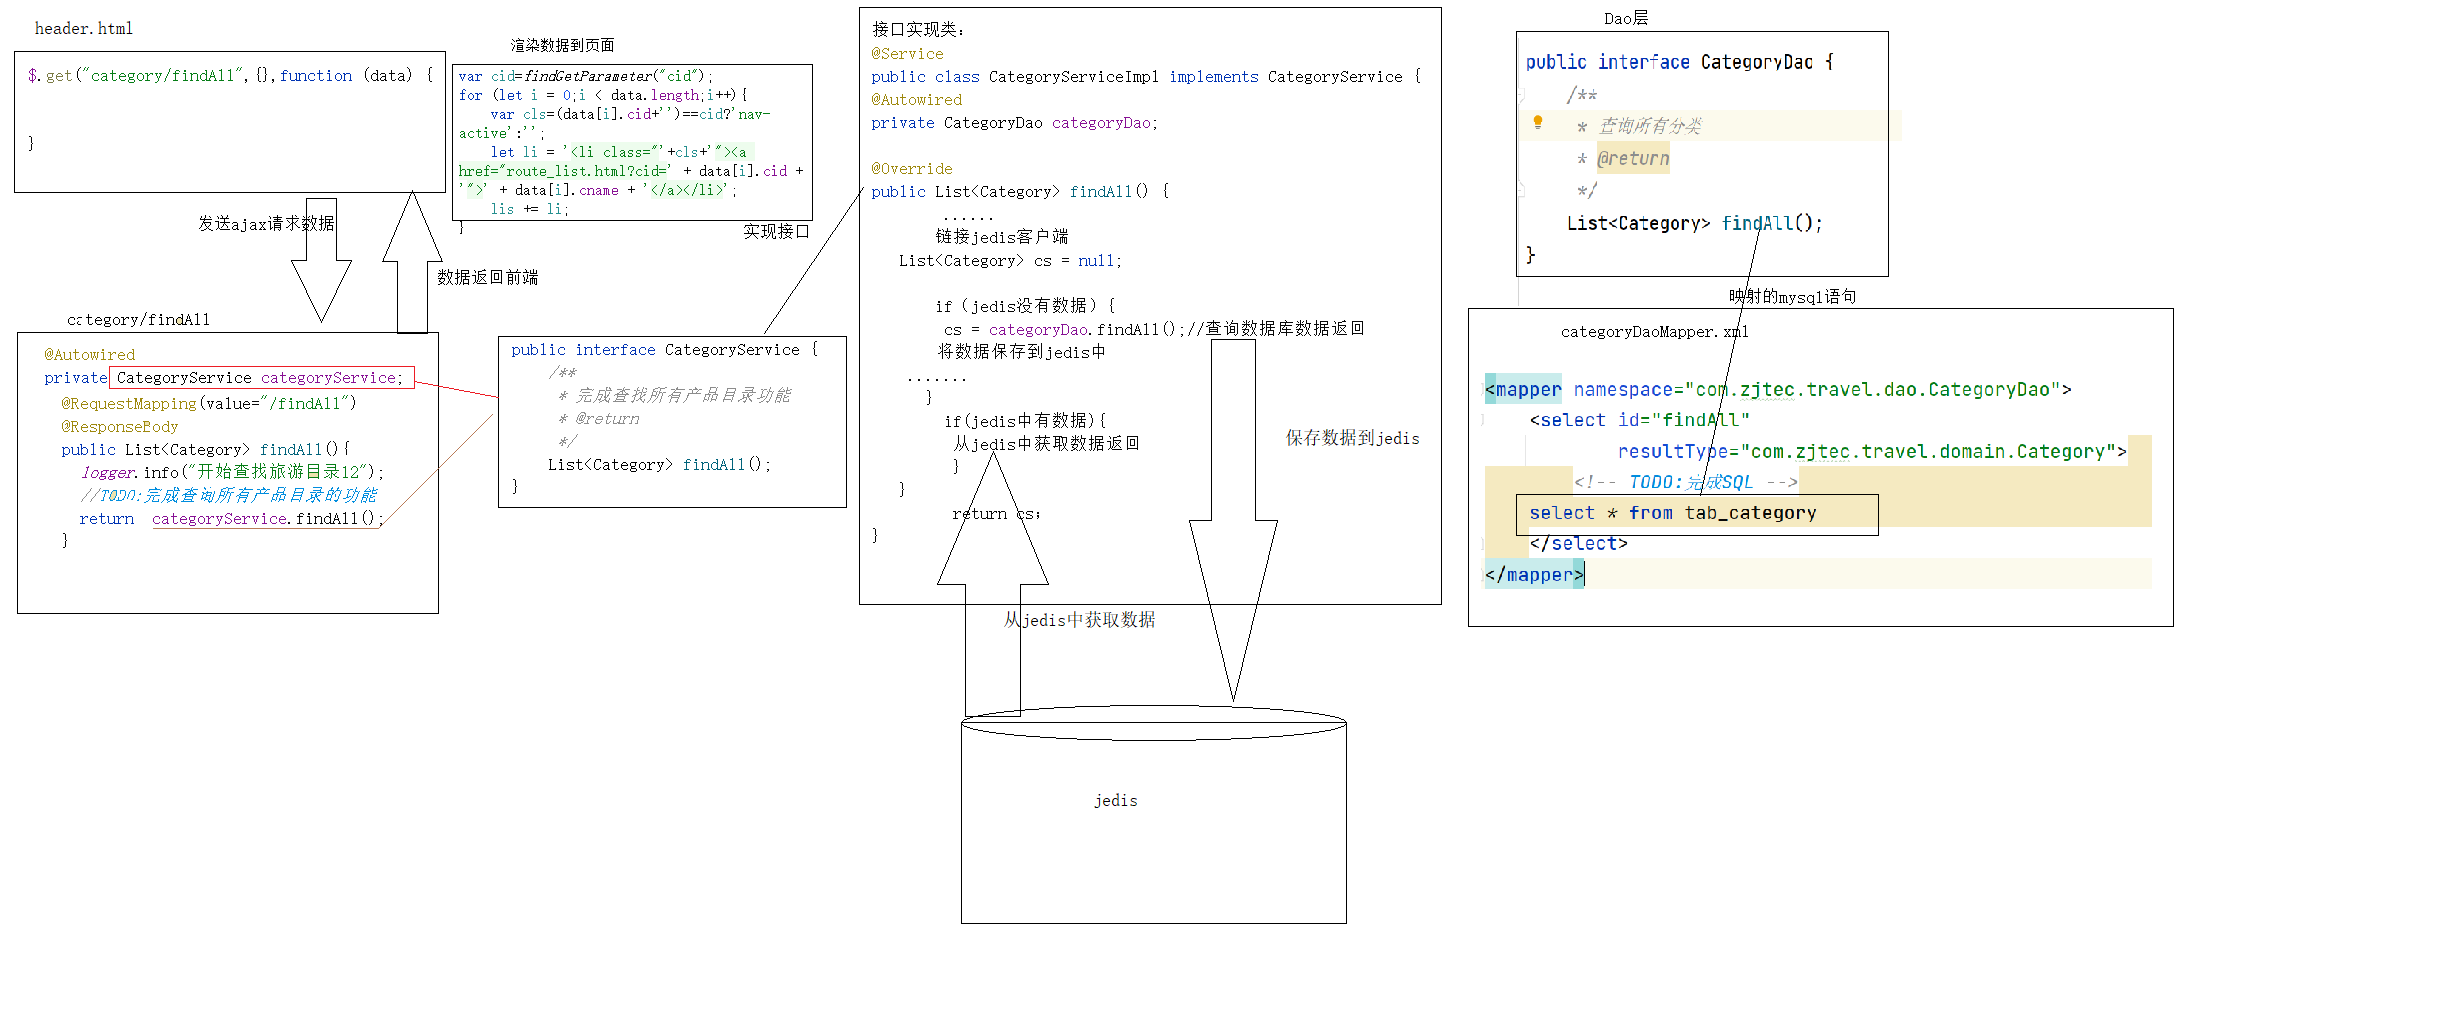 header.html
$.get("category/findAll",{},function (data) {
}
发送ajax请求数据
数据返回前端
渲染数据到页面
var cid=findGetParameter("cid");
for (let i = 0;i < data.length;i++){
var cls=(data[i].cid+'')==cid?'nav-
active':'';
let li = '<li class="'+cls+'"><a
href="route_list.html?cid=' + data[i].cid +
'">' + data[i].cname + '</a></li>';
lis += li;
}
实现接口
category/findAll
@Autowired
private CategoryService categoryService;
@RequestMapping(value="/findAll")
@ResponseBody
public List<Category> findAll(){
logger.info("开始查找旅游目录12");
//TODO:完成查询所有产品目录的功能
return categoryService.findAll();
}
public interface CategoryService {
/**
* 完成查找所有产品目录功能
* @return
*/
List<Category> findAll();
}
接口实现类:
@Service
public class CategoryServiceImpl implements CategoryService {
@Autowired
private CategoryDao categoryDao;
@Override
public List<Category> findAll() {
......
链接jedis客户端
List<Category> cs = null;
if（jedis没有数据）{
cs = categoryDao.findAll();//查询数据库数据返回
将数据保存到jedis中
.......
}
if(jedis中有数据){
从jedis中获取数据返回
}
}
return cs;
}
保存数据到jedis
从jedis中获取数据
jedis
Dao层
public interface CategoryDao {
/**
* 查询所有分类
* @return
*/
List<Category> findAll();
}
映射的mysql语句
categoryDaoMapper.xml
<mapper namespace="com.zjtec.travel.dao.CategoryDao">
<select id="findAll"
resultType="com.zjtec.travel.domain.Category">
<!-- TODO:完成SQL -->
select * from tab_category
</select>
</mapper>